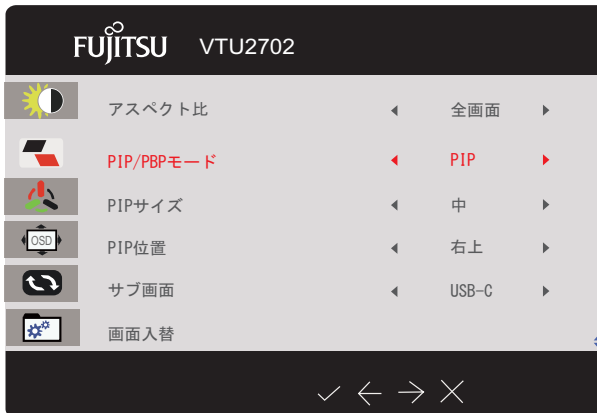 FUJITSU VTU2702
アスペクト比 全画面
PIP/PBPモード PIP
PIPサイズ 中
PIP位置 右上
OSD
サブ画面 USB-C
画面入替